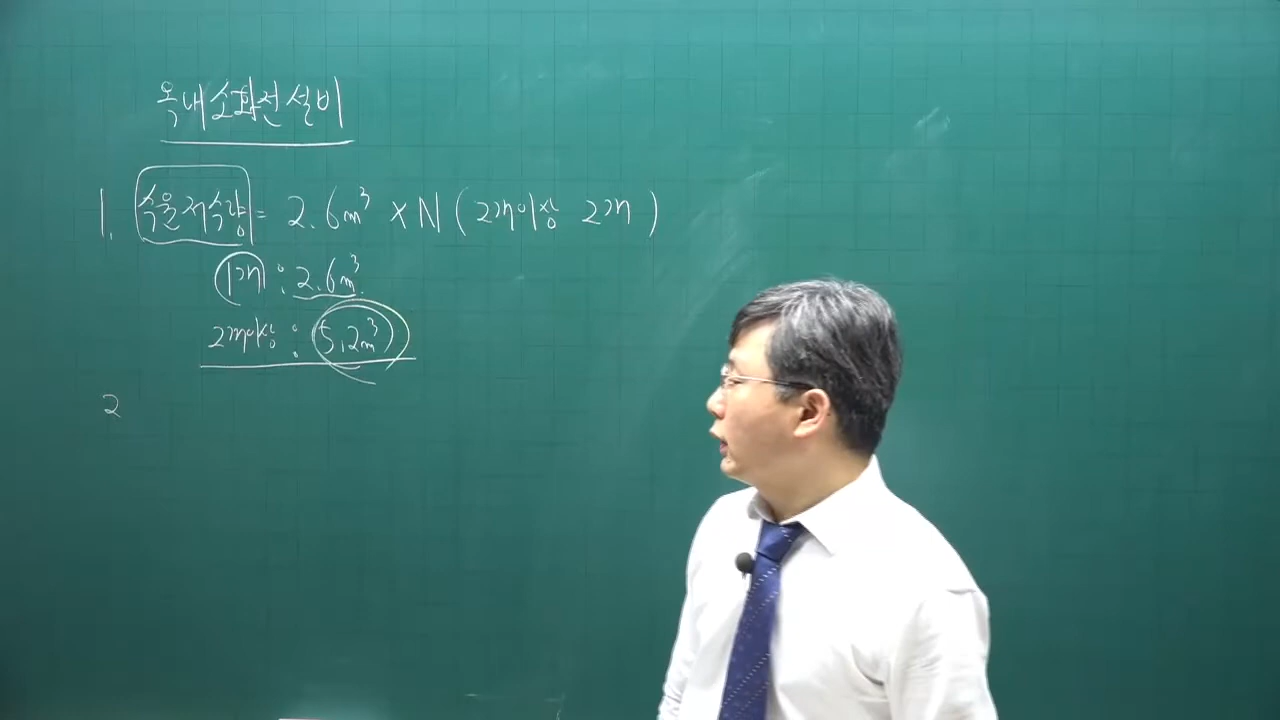 옥내소화전설비
1. 수원저수량 = 2.6m³ × N (2개이상 2개)
1개 : 2.6m³
2개이상 : 5.2m³
2